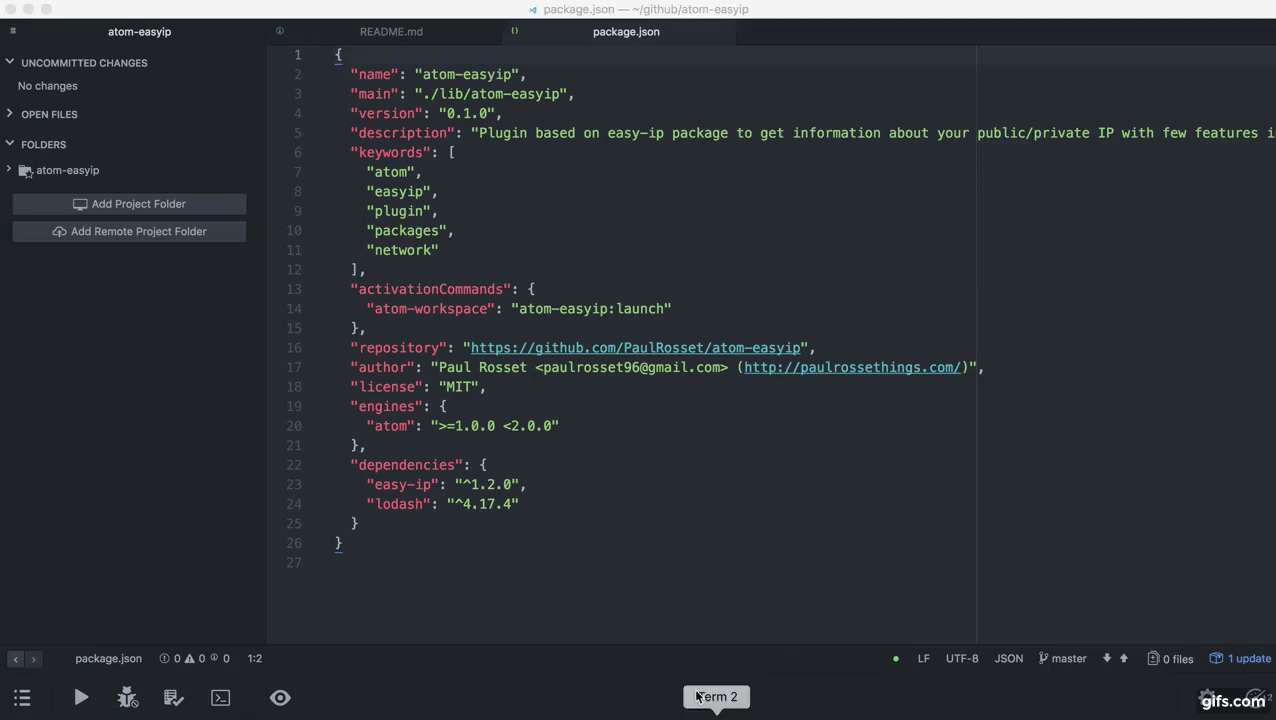 package.json — ~/github/atom-easyip
atom-easyip
README.md
package.json
UNCOMMITTED CHANGES
No changes
OPEN FILES
FOLDERS
atom-easyip
Add Project Folder
Add Remote Project Folder
1 {
2 "name": "atom-easyip",
3 "main": "./lib/atom-easyip",
4 "version": "0.1.0",
5 "description": "Plugin based on easy-ip package to get information about your public/private IP with few features i
6 "keywords": [
7 "atom",
8 "easyip",
9 "plugin",
10 "packages",
11 "network"
12 ],
13 "activationCommands": {
14 "atom-workspace": "atom-easyip:launch"
15 },
16 "repository": "https://github.com/PaulRosset/atom-easyip",
17 "author": "Paul Rosset <paulrosset96@gmail.com> (http://paulrossethings.com/)",
18 "license": "MIT",
19 "engines": {
20 "atom": ">=1.0.0 <2.0.0"
21 },
22 "dependencies": {
23 "easy-ip": "^1.2.0",
24 "lodash": "^4.17.4"
25 }
26 }
27
package.json 0 0 0 1:2 LF UTF-8 JSON master 0 files 1 update
2
gifs.com